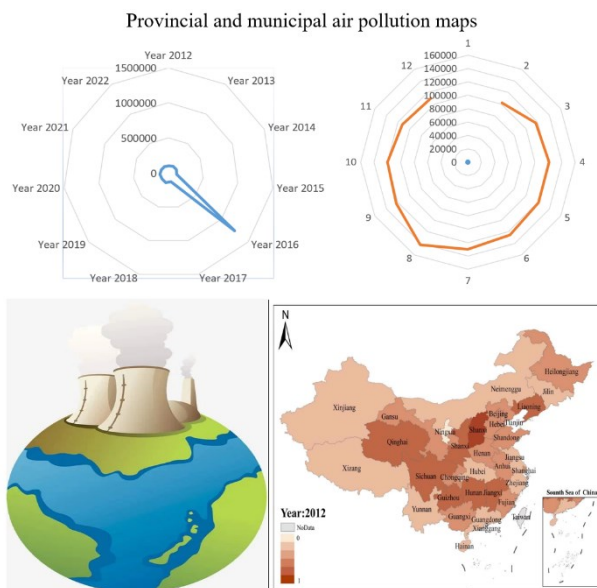 Provincial and municipal air pollution maps
Year 2012
1500000
Year 2022
Year 2013
1000000
Year 2021
Year 2014
500000
0
Year 2020
Year 2015
Year 2019
Year 2016
Year 2018
Year 2017
1
160000
12
2
140000
120000
11
3
100000
80000
60000
40000
20000
10
0
4
9
5
8
6
7
N
Heilongjiang
Neimenggu
Jilin
Xinjiang
Liaoning
Gansu
Beijing
Hebei
Tianjin
Ningxia
Shanxi
Qinghai
Shandong
Shanxi
Henan
Jiangsu
Xizang
Anhui
Shanghai
Sichuan
Chongqing
Hubei
Zhejiang
Hunan
Jiangxi
Guizhou
Fujian
Yunnan
Guangxi
Guangdong
Taiwan
Xianggang
Hainan
Year:2012
NoData
0
1
Sounth Sea of China